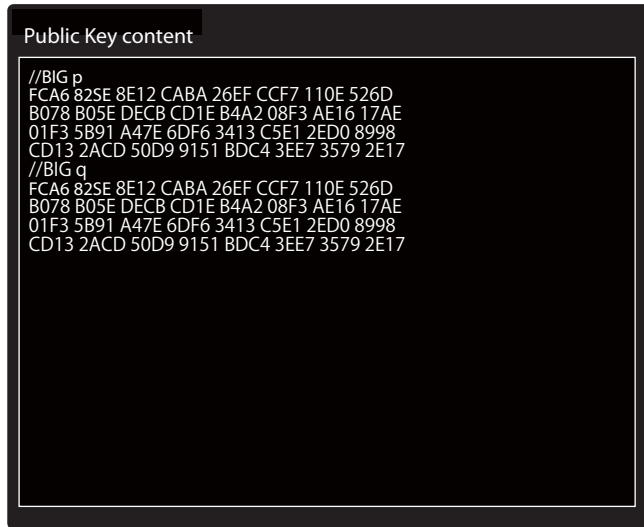 Public Key content
//BIG p
FCA6 82SE 8E12 CABA 26EF CCF7 110E 526D
B078 B05E DECB CD1E B4A2 08F3 AE16 17AE
01F3 5B91 A47E 6DF6 3413 C5E1 2ED0 8998
CD13 2ACD 50D9 9151 BDC4 3EE7 3579 2E17
//BIG q
FCA6 82SE 8E12 CABA 26EF CCF7 110E 526D
B078 B05E DECB CD1E B4A2 08F3 AE16 17AE
01F3 5B91 A47E 6DF6 3413 C5E1 2ED0 8998
CD13 2ACD 50D9 9151 BDC4 3EE7 3579 2E17